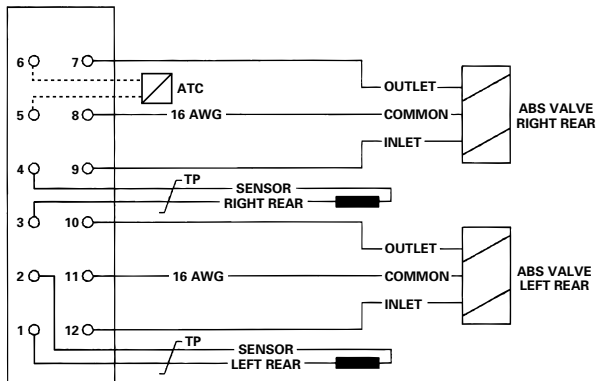 6 7
ATC
OUTLET
5 8 16 AWG COMMON
ABS VALVE
RIGHT REAR
INLET
4 9
TP
SENSOR
RIGHT REAR
3 10
OUTLET
2 11 16 AWG COMMON
ABS VALVE
LEFT REAR
INLET
1 12
TP
SENSOR
LEFT REAR